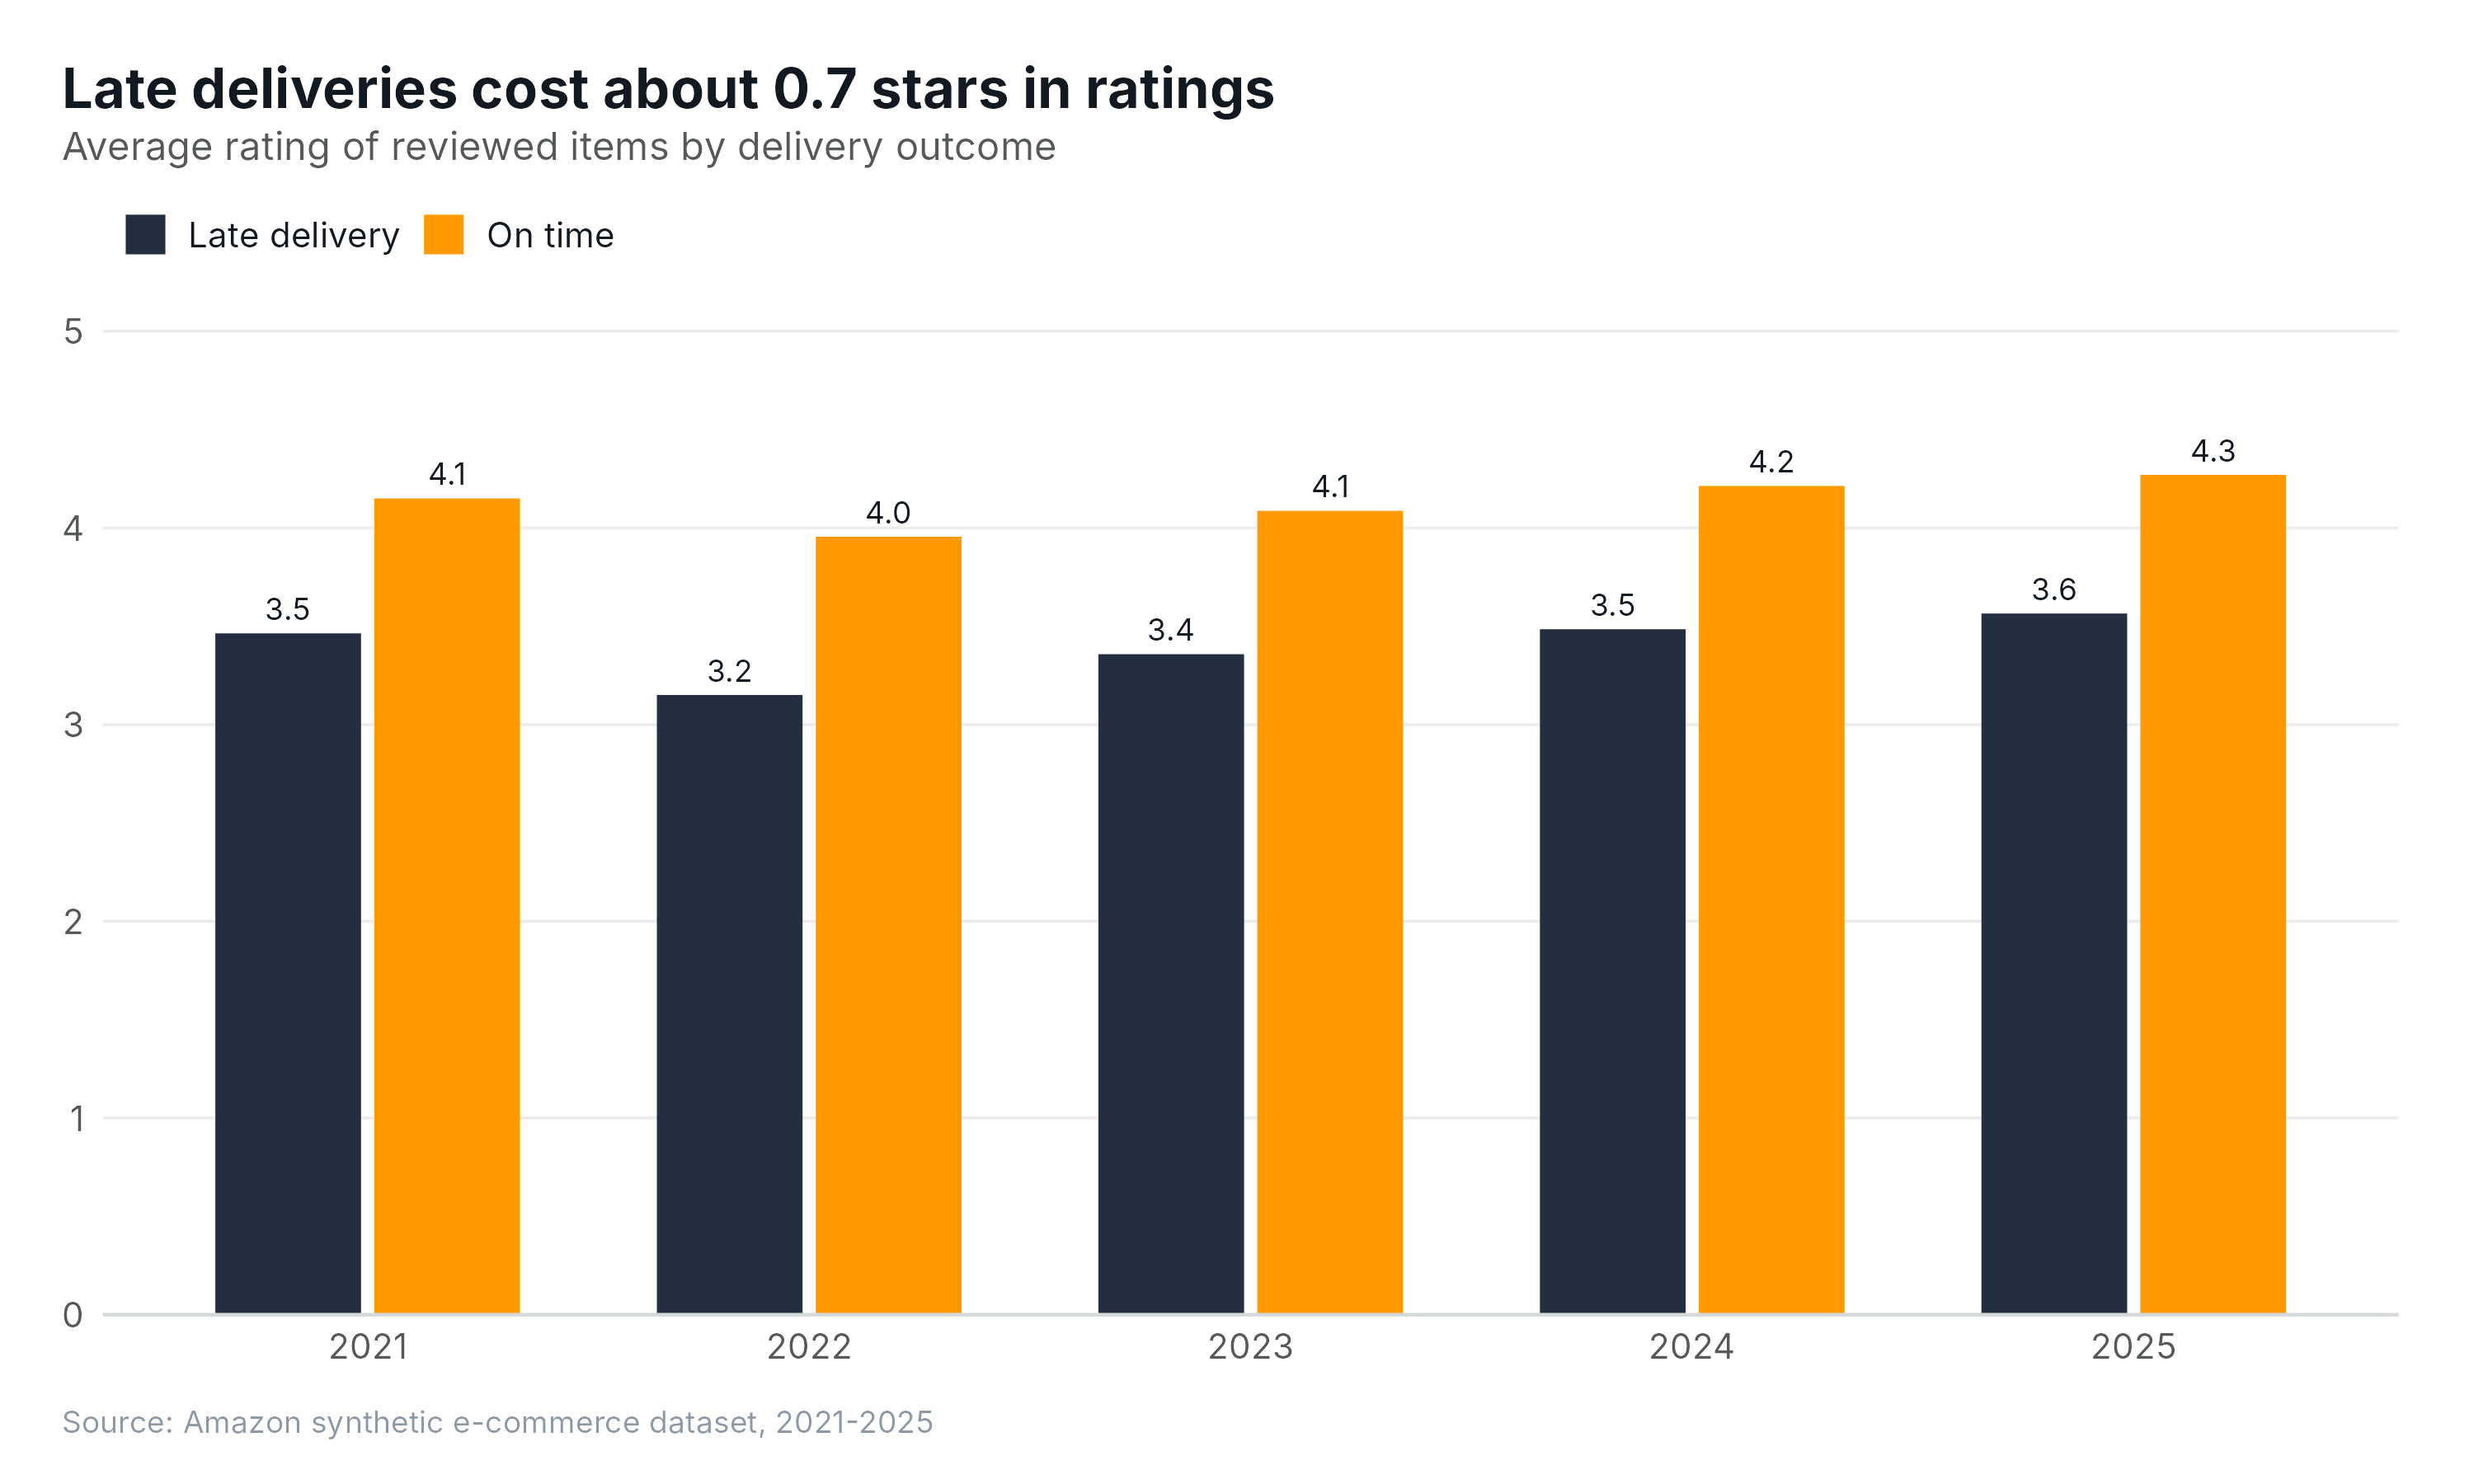 Late deliveries cost about 0.7 stars in ratings
Average rating of reviewed items by delivery outcome
Late delivery On time
5
4
3
2
1
0
3.5 4.1 3.2 4.0 3.4 4.1 3.5 4.2 3.6 4.3
2021 2022 2023 2024 2025
Source: Amazon synthetic e-commerce dataset, 2021-2025